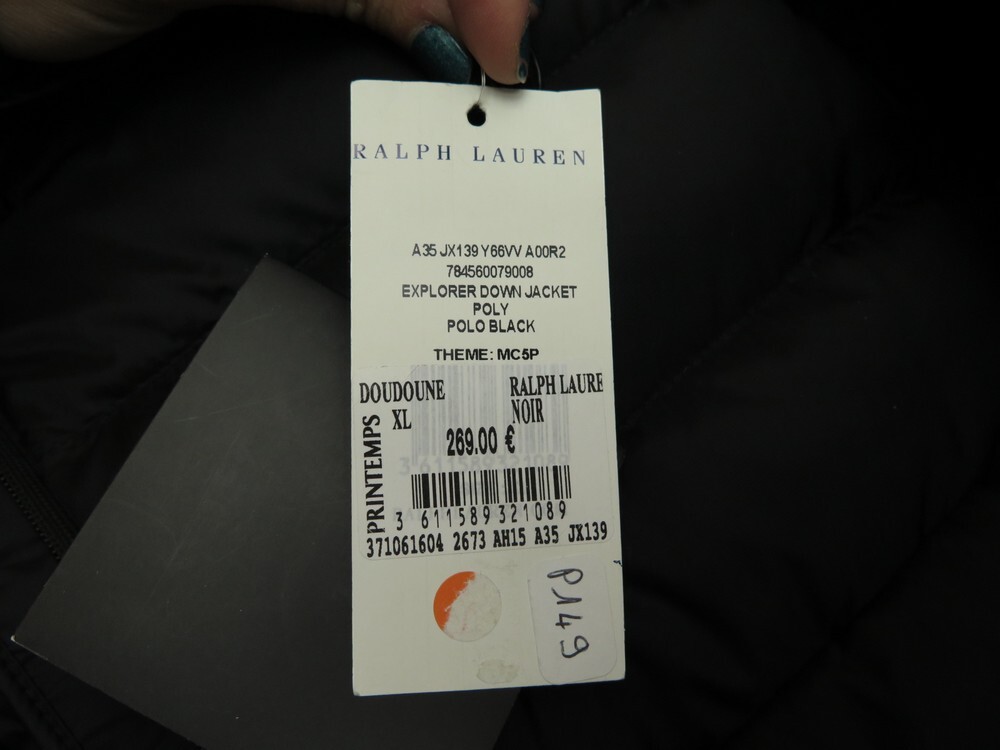 RALPH LAUREN
A35 JX139 Y66VV A00R2
784560079008
EXPLORER DOWN JACKET
POLY
POLO BLACK
THEME: MC5P
DOUDOUNE RALPH LAURE
XL NOIR
269.00 €
PRINTEMPS
3 611589 321089
371061604 2673 AH15 A35 JX139
P149